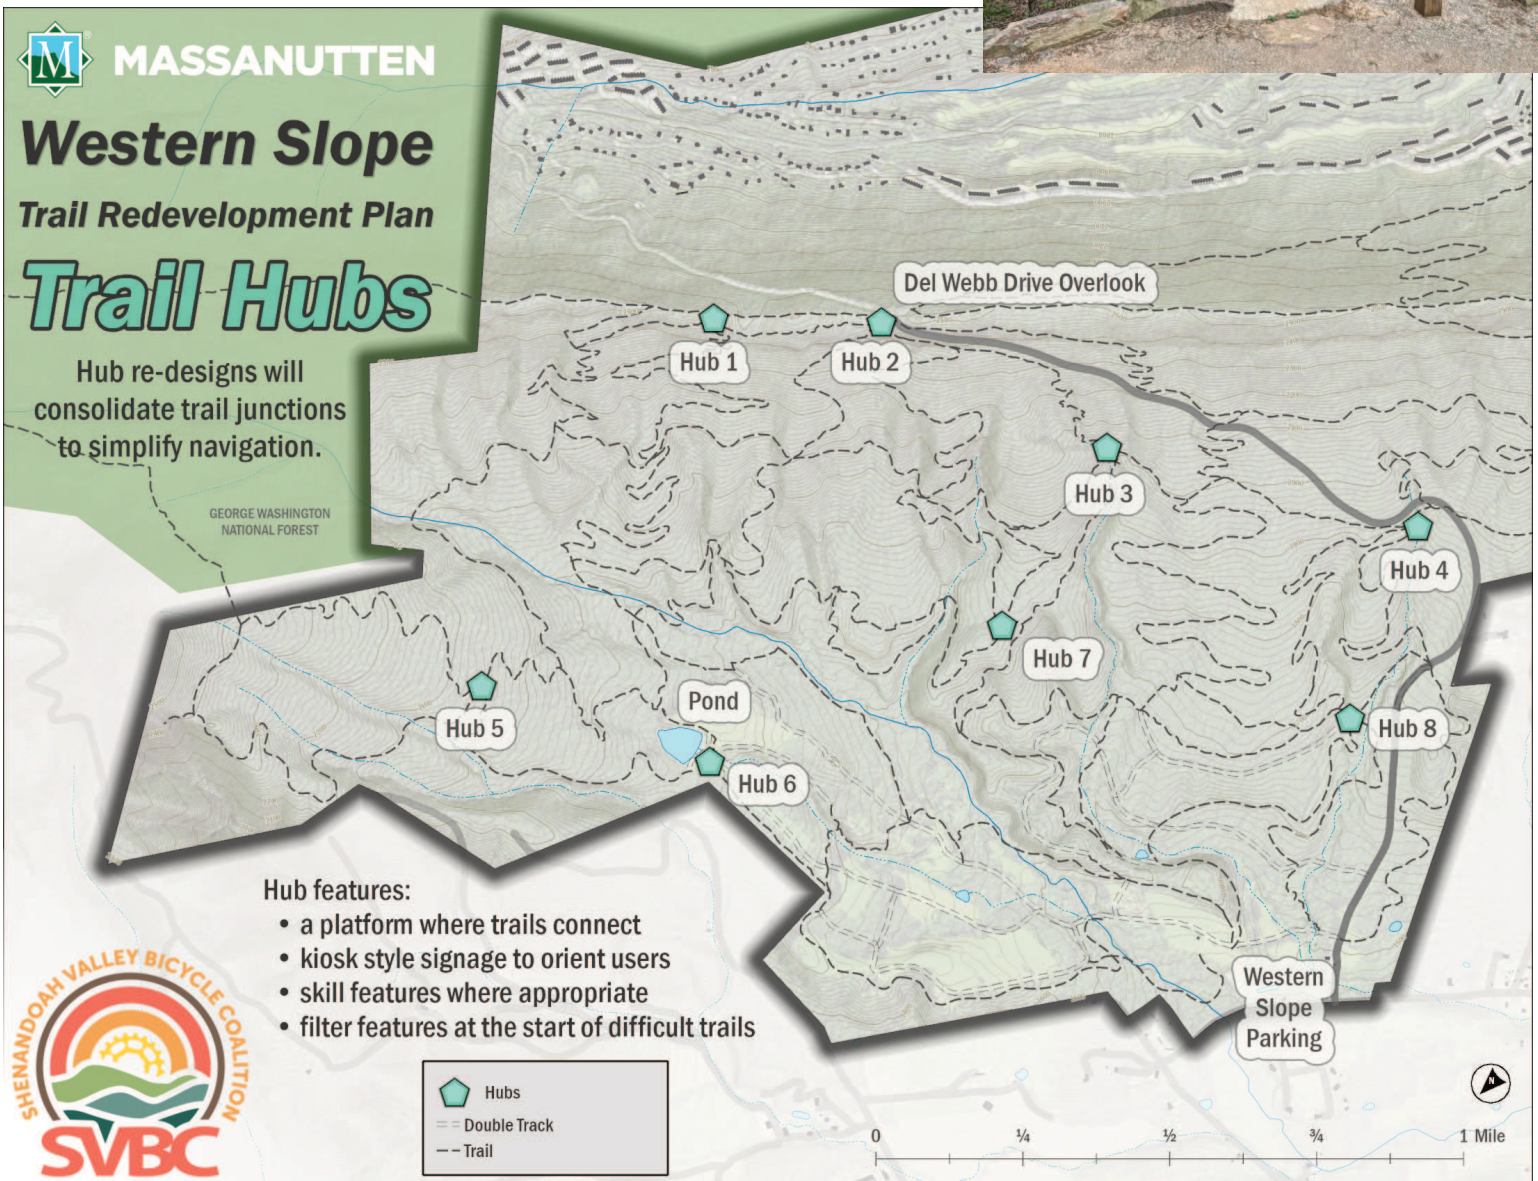 M
®
MASSANUTTEN
Western Slope
Trail Redevelopment Plan
Trail Hubs
Hub re-designs will
consolidate trail junctions
to simplify navigation.
GEORGE WASHINGTON
NATIONAL FOREST
Del Webb Drive Overlook
Hub 1
Hub 2
Hub 3
Hub 4
Hub 7
Pond
Hub 5
Hub 8
Hub 6
Western
Slope
Parking
Hub features:
• a platform where trails connect
• kiosk style signage to orient users
• skill features where appropriate
• filter features at the start of difficult trails
SHENANDOAH VALLEY BICYCLE COALITION
SVBC
Hubs
Double Track
Trail
N
0 ¼ ½ ¾ 1 Mile